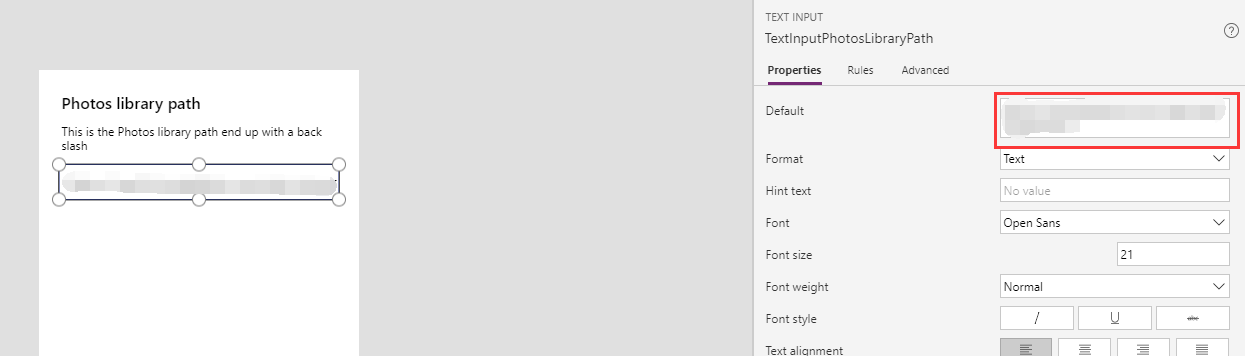 Photos library path
This is the Photos library path end up with a back
slash
TEXT INPUT
TextInputPhotosLibraryPath
?
Properties Rules Advanced
Default
Format Text
Hint text No value
Font Open Sans
Font size 21
Font weight Normal
Font style / U abc
Text alignment